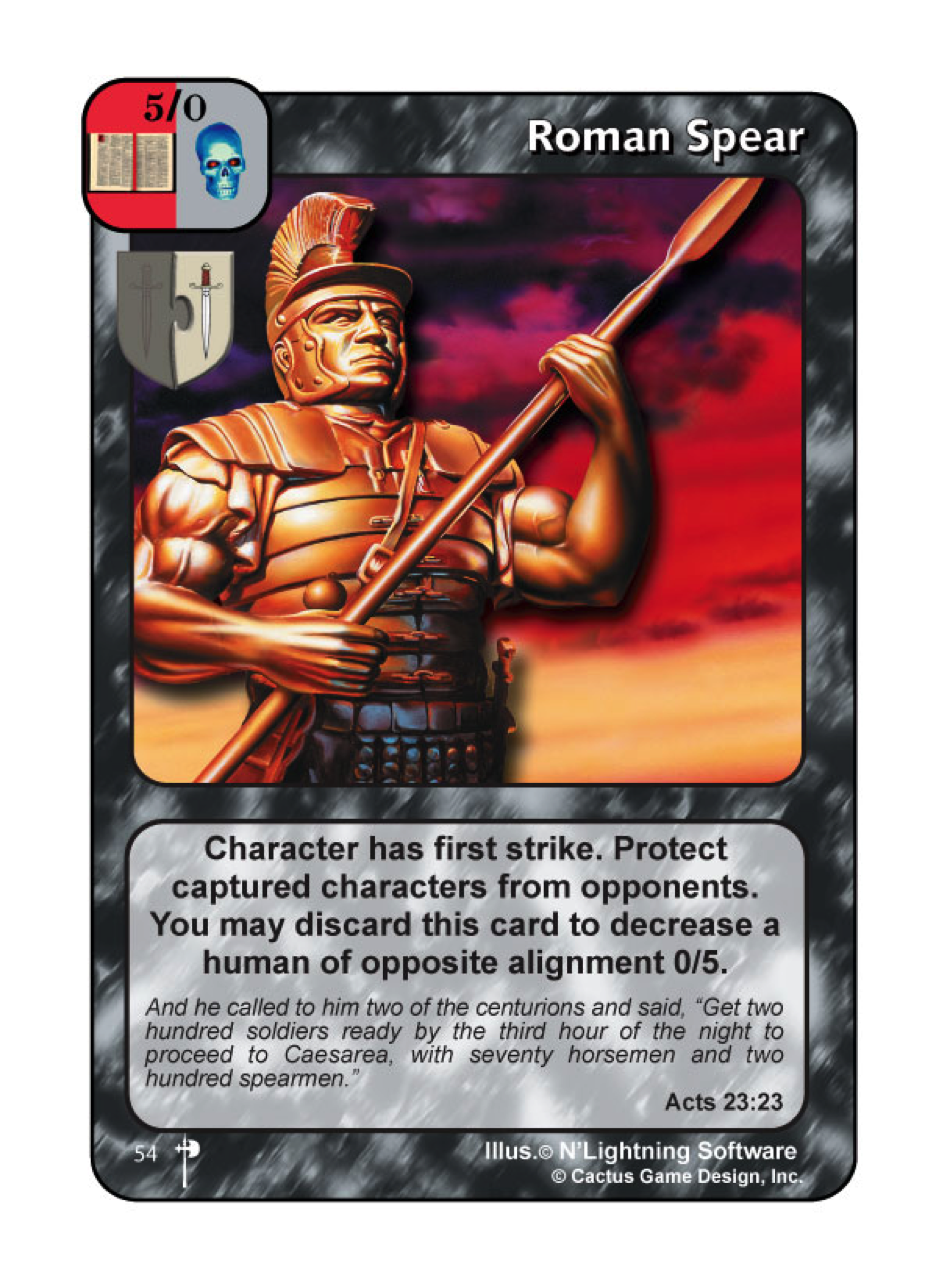 5/0
Roman Spear
Character has first strike. Protect
captured characters from opponents.
You may discard this card to decrease a
human of opposite alignment 0/5.
And he called to him two of the centurions and said, “Get two
hundred soldiers ready by the third hour of the night to
proceed to Caesarea, with seventy horsemen and two
hundred spearmen.”
Acts 23:23
54
Illus.© N’Lightning Software
© Cactus Game Design, Inc.